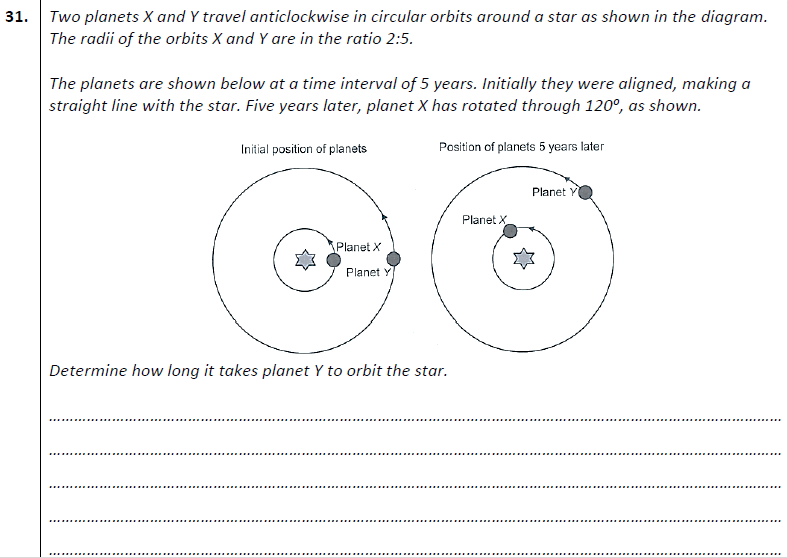 31. Two planets X and Y travel anticlockwise in circular orbits around a star as shown in the diagram.
The radii of the orbits X and Y are in the ratio 2:5.
The planets are shown below at a time interval of 5 years. Initially they were aligned, making a
straight line with the star. Five years later, planet X has rotated through 120⁰, as shown.
Initial position of planets
Position of planets 5 years later
Planet X
Planet Y
Planet Y
Planet X
Determine how long it takes planet Y to orbit the star.